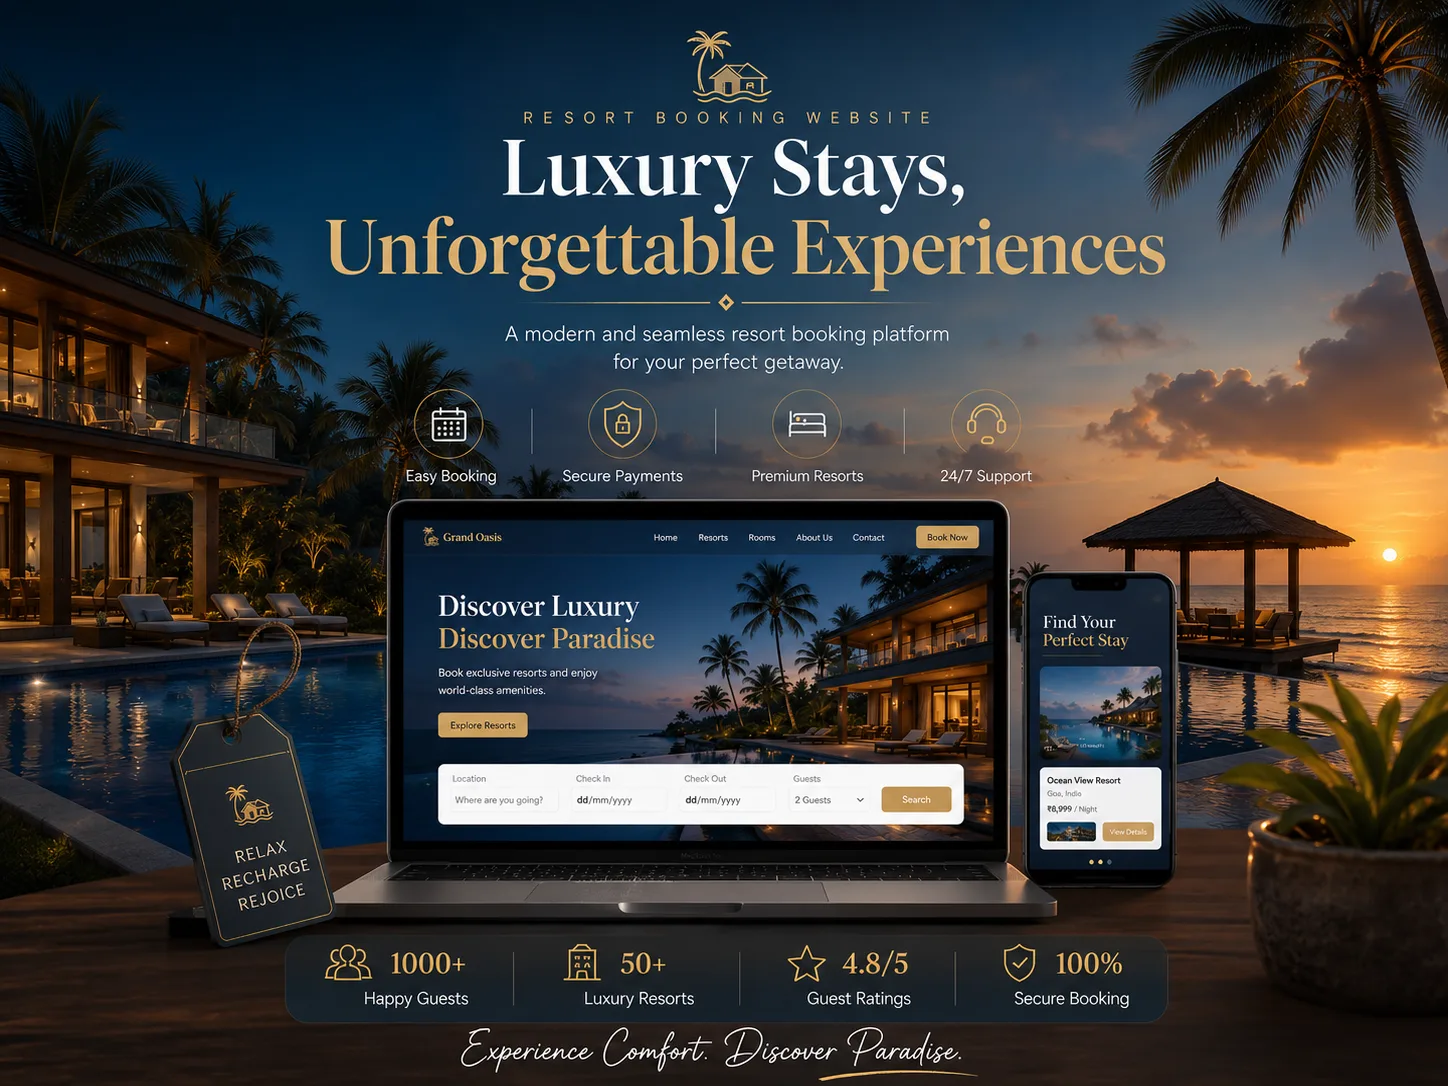 RESORT BOOKING WEBSITE
Luxury Stays,
Unforgettable Experiences
A modern and seamless resort booking platform
for your perfect getaway.
Easy Booking
Secure Payments
Premium Resorts
24/7 Support
Grand Oasis
Home
Resorts
Rooms
About Us
Contact
Book Now
Discover Luxury
Discover Paradise
Book exclusive resorts and enjoy
world-class amenities.
Explore Resorts
Location
Check In
Check Out
Guests
Where are you going?
dd/mm/yyyy
dd/mm/yyyy
2 Guests
Search
Find Your
Perfect Stay
Ocean View Resort
Goa, India
₹8,999 / Night
View Details
RELAX
RECHARGE
REJOICE
1000+
Happy Guests
50+
Luxury Resorts
4.8/5
Guest Ratings
100%
Secure Booking
Experience Comfort. Discover Paradise.